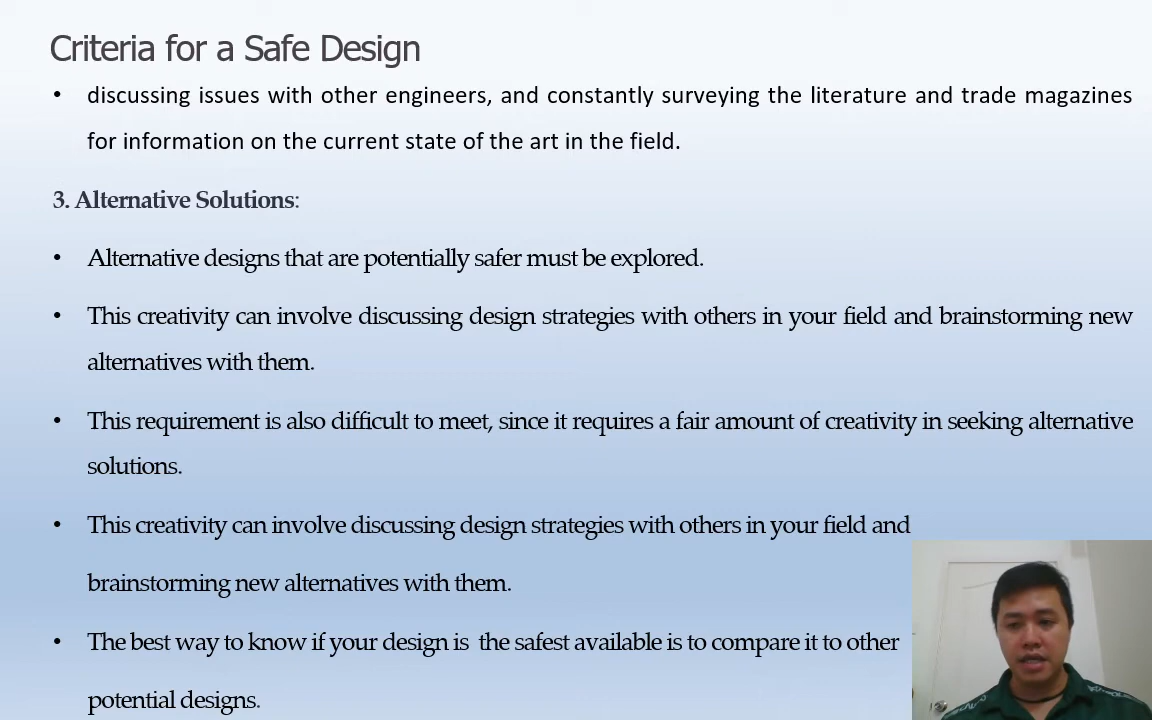 Criteria for a Safe Design
• discussing issues with other engineers, and constantly surveying the literature and trade magazines
for information on the current state of the art in the field.
3. Alternative Solutions:
• Alternative designs that are potentially safer must be explored.
• This creativity can involve discussing design strategies with others in your field and brainstorming new
alternatives with them.
• This requirement is also difficult to meet, since it requires a fair amount of creativity in seeking alternative
solutions.
• This creativity can involve discussing design strategies with others in your field and
brainstorming new alternatives with them.
• The best way to know if your design is the safest available is to compare it to other
potential designs.